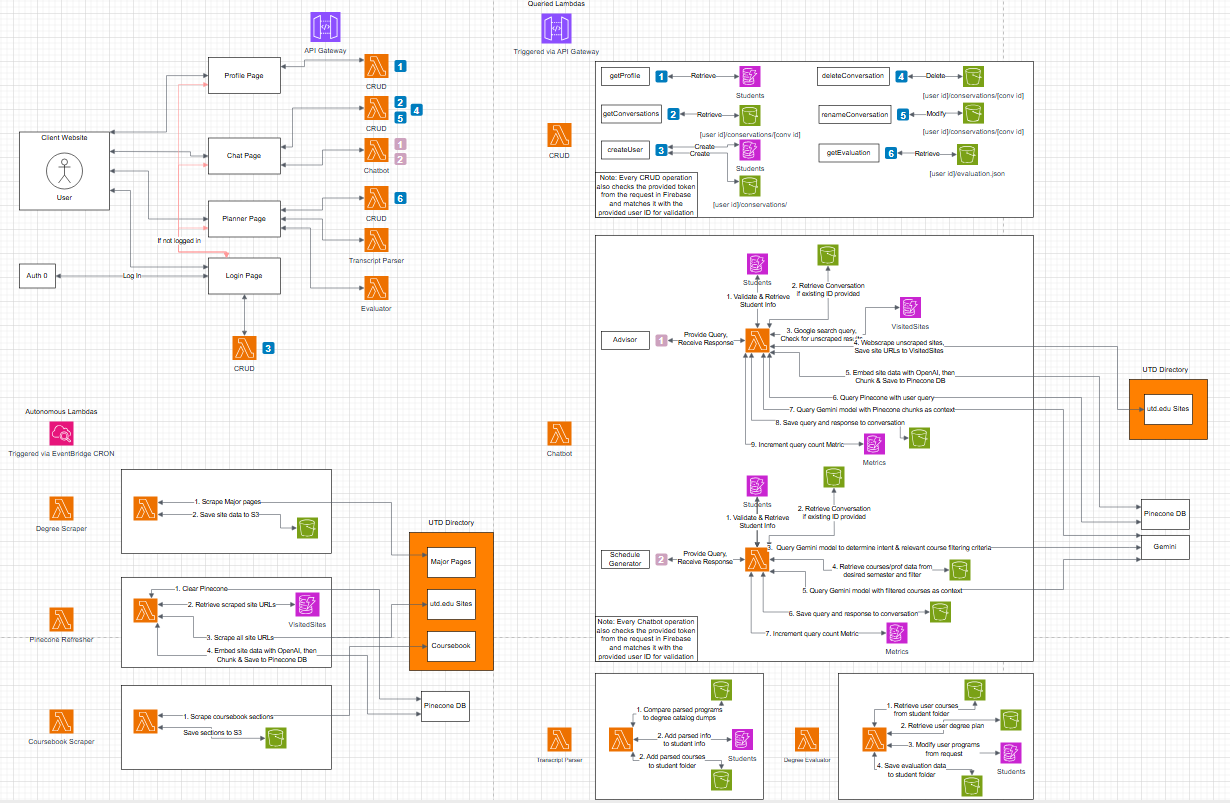 Queried Lambdas
API Gateway
Triggered via API Gateway
Profile Page
1
CRUD
2
4
5
CRUD
Client Website
User
Chat Page
1
2
Chatbot
6
CRUD
Planner Page
Transcript Parser
If not logged in
Auth 0
Log In
Login Page
Evaluator
3
CRUD
CRUD
getProfile
1
Retrieve
Students
getConversations
2
Retrieve
[user id]/conservations/[conv id]
createUser
3
Create
Create
Students
[user id]/conservations/
deleteConversation
4
Delete
[user id]/conservations/[conv id]
renameConversation
5
Modify
[user id]/conservations/[conv id]
getEvaluation
6
Retrieve
[user id]/evaluation.json
Note: Every CRUD operation
also checks the provided token
from the request in Firebase
and matches it with the
provided user ID for validation
Chatbot
Students
1. Validate & Retrieve
Student Info
2. Retrieve Conversation
if existing ID provided
Advisor
1
Provide Query,
Receive Response
3. Google search query,
Check for unscraped results
VisitedSites
4. Webscrape unscraped sites,
Save site URLs to VisitedSites
5. Embed site data with OpenAI, then
Chunk & Save to Pinecone DB
6. Query Pinecone with user query
7. Query Gemini model with Pinecone chunks as context
8. Save query and response to conversation
9. Increment query count Metric
Metrics
UTD Directory
utd.edu Sites
Students
1. Validate & Retrieve
Student Info
2. Retrieve Conversation
if existing ID provided
Schedule
Generator
2
Provide Query,
Receive Response
3. Query Gemini model to determine intent & relevant course filtering criteria
4. Retrieve courses/prof data from
desired semester and filter
5. Query Gemini model with filtered courses as context
6. Save query and response to conversation
7. Increment query count Metric
Metrics
Pinecone DB
Gemini
Note: Every Chatbot operation
also checks the provided token
from the request in Firebase
and matches it with the
provided user ID for validation
Autonomous Lambdas
Triggered via EventBridge CRON
Degree Scraper
1. Scrape Major pages
2. Save site data to S3
UTD Directory
Major Pages
utd.edu Sites
Coursebook
Pinecone Refresher
1. Clear Pinecone
2. Retrieve scraped site URLs
VisitedSites
3. Scrape all site URLs
4. Embed site data with OpenAI, then
Chunk & Save to Pinecone DB
Pinecone DB
Coursebook Scraper
1. Scrape coursebook sections
Save sections to S3
Transcript Parser
1. Compare parsed programs
to degree catalog dumps
2. Add parsed info
to student info
Students
2. Add parsed courses
to student folder
Degree Evaluator
1. Retrieve user courses
from student folder
2. Retrieve user degree plan
3. Modify user programs
from request
Students
4. Save evaluation data
to student folder